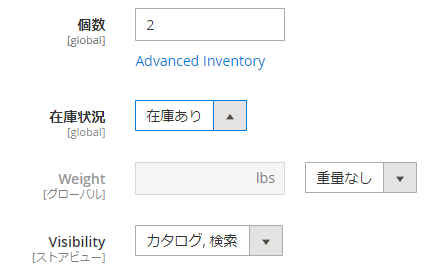 個数
[global]
2
Advanced Inventory
在庫状況
[global]
在庫あり
Weight
[グローバル]
lbs
重量なし
Visibility
[ストアビュー]
カタログ, 検索